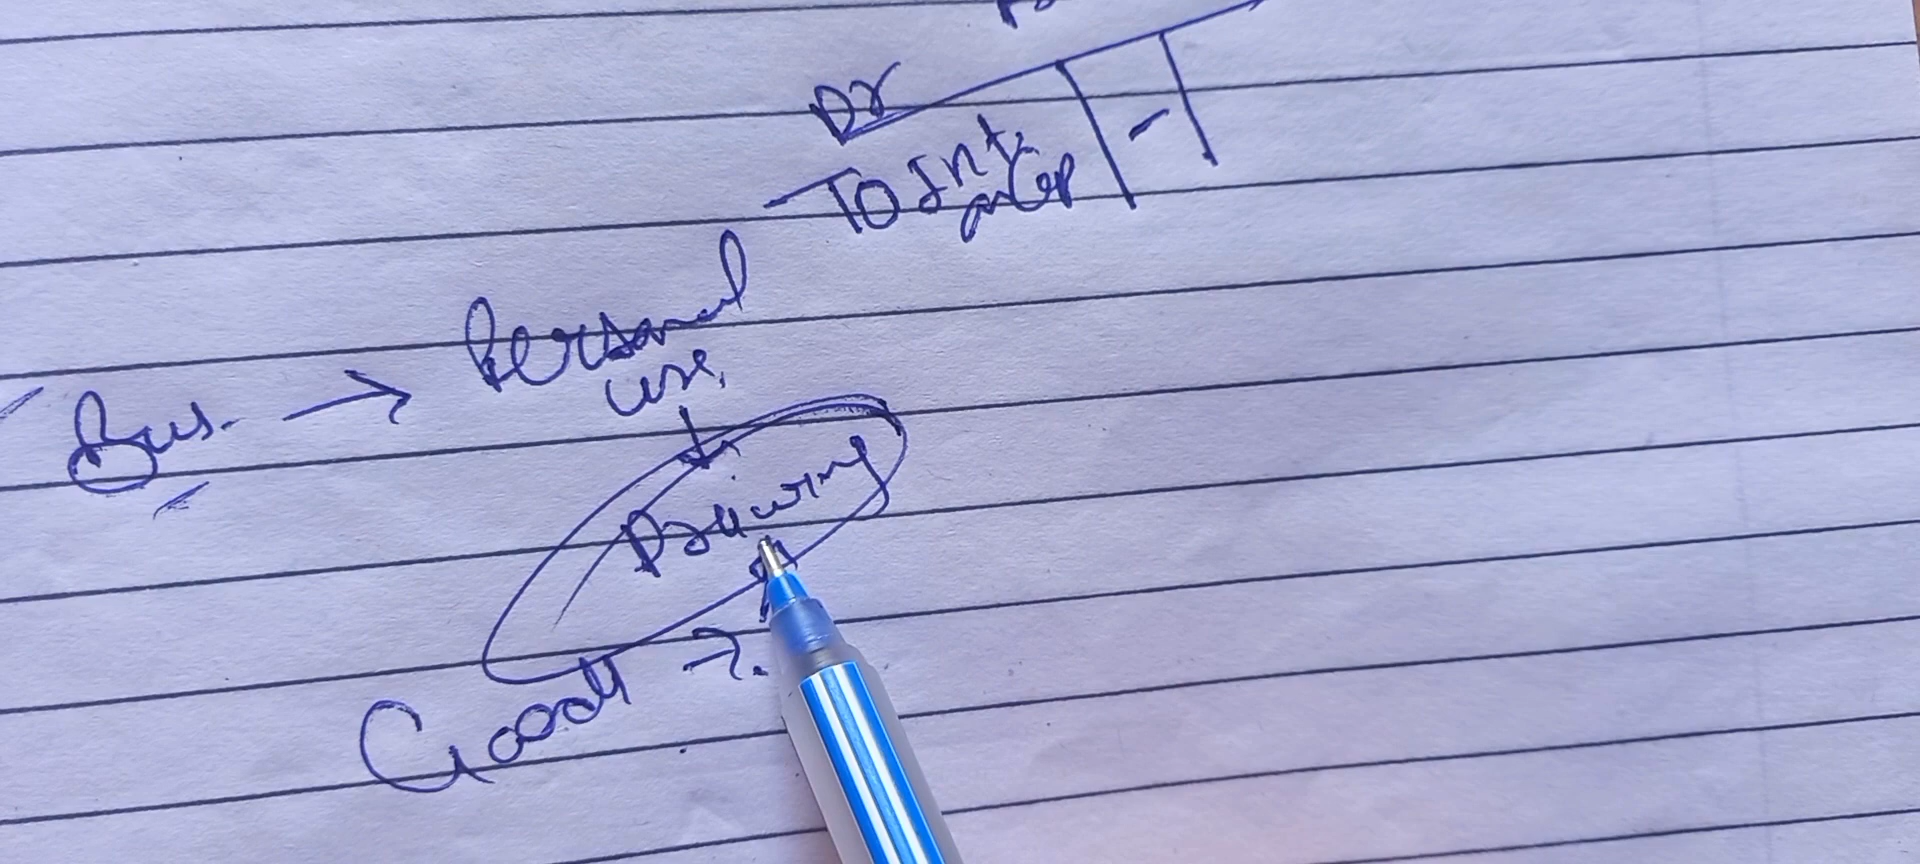 Dr
To Int. on Cap
Bus. → Personal
use
↓
Drawing
Goods →